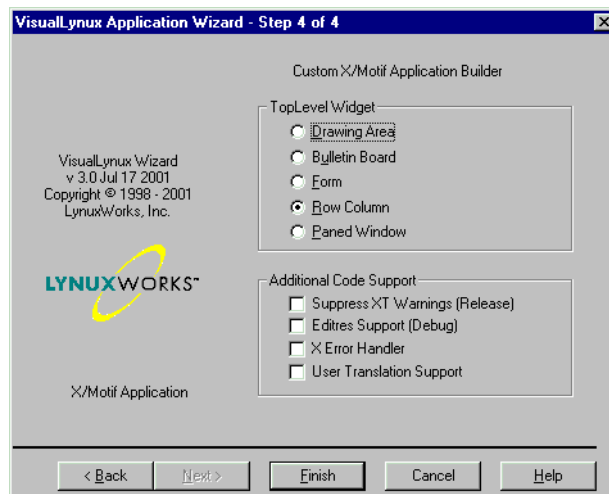 VisualLynux Application Wizard - Step 4 of 4
Custom X/Motif Application Builder
TopLevel Widget
Drawing Area
Bulletin Board
Form
Row Column
Paned Window
VisualLynux Wizard
v 3.0 Jul 17 2001
Copyright © 1998 - 2001
LynuxWorks, Inc.
LYNUXWORKS™
X/Motif Application
Additional Code Support
Suppress XT Warnings (Release)
Editres Support (Debug)
X Error Handler
User Translation Support
< Back
Next >
Finish
Cancel
Help